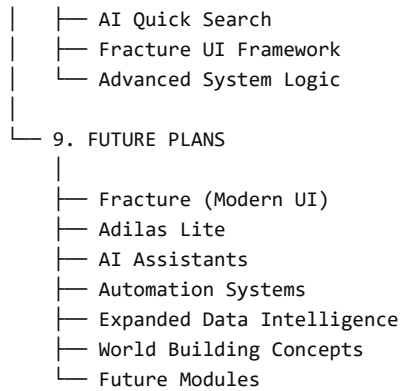 AI Quick Search
Fracture UI Framework
Advanced System Logic
9. FUTURE PLANS
Fracture (Modern UI)
Adilas Lite
AI Assistants
Automation Systems
Expanded Data Intelligence
World Building Concepts
Future Modules